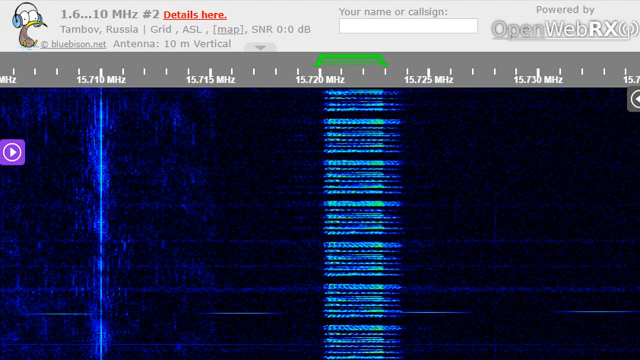 1.6...10 MHz #2 Details here.
Tambov, Russia | Grid , ASL , [map], SNR 0:0 dB
© bluebison.net Antenna: 10 m Vertical
Your name or callsign:
Powered by
OpenWebRX
MHz 15.710 MHz 15.715 MHz 15.720 MHz 15.725 MHz 15.730 MHz